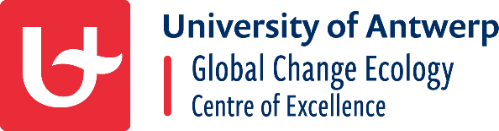 University of Antwerp
Global Change Ecology
Centre of Excellence